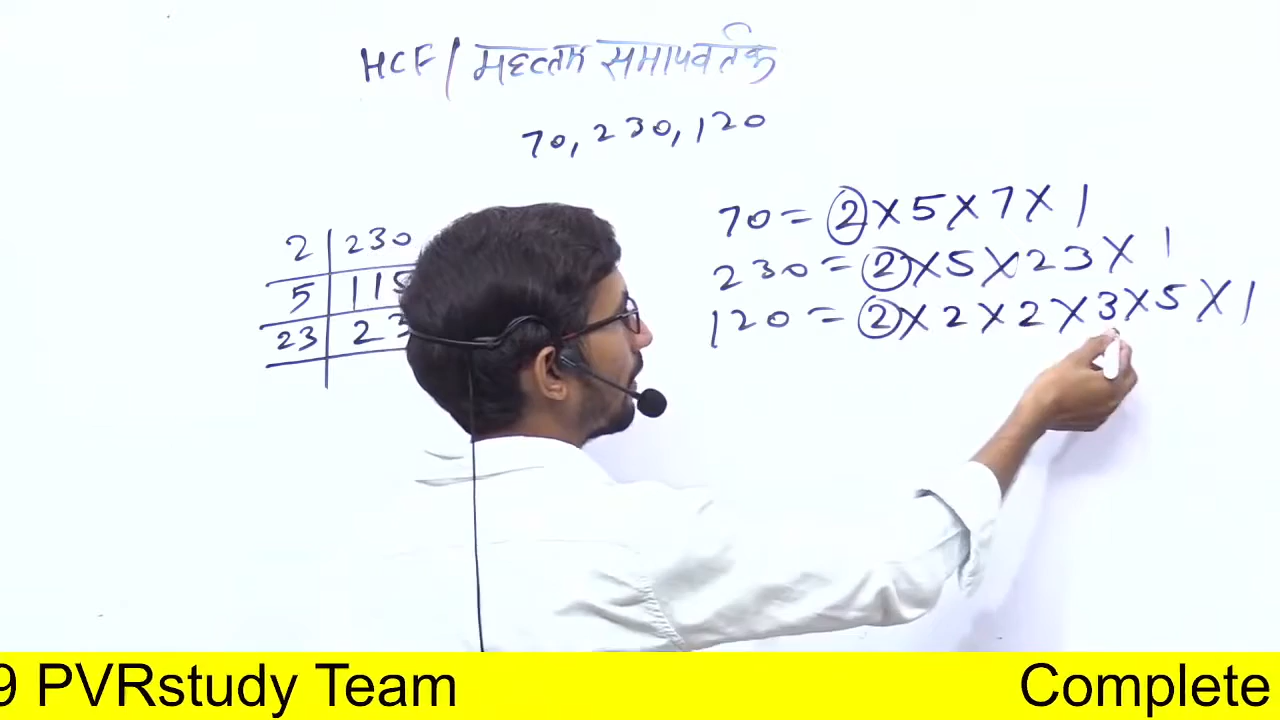 HCF / महत्तम समापवर्तक
70, 230, 120
70 = 2 X 5 X 7 X 1
230 = 2 X 5 X 23 X 1
120 = 2 X 2 X 2 X 3 X 5 X 1
2 | 230
5 | 115
23 | 23
9 PVRstudy Team
Complete